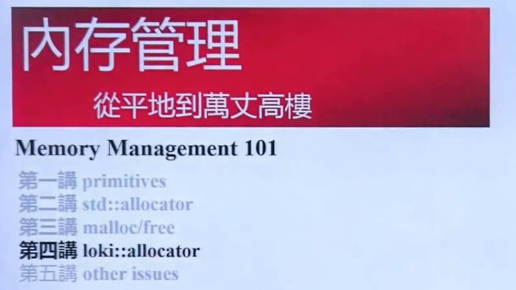 內存管理
從平地到萬丈高樓
Memory Management 101
第一講 primitives
第二講 std::allocator
第三講 malloc/free
第四講 loki::allocator
第五講 other issues